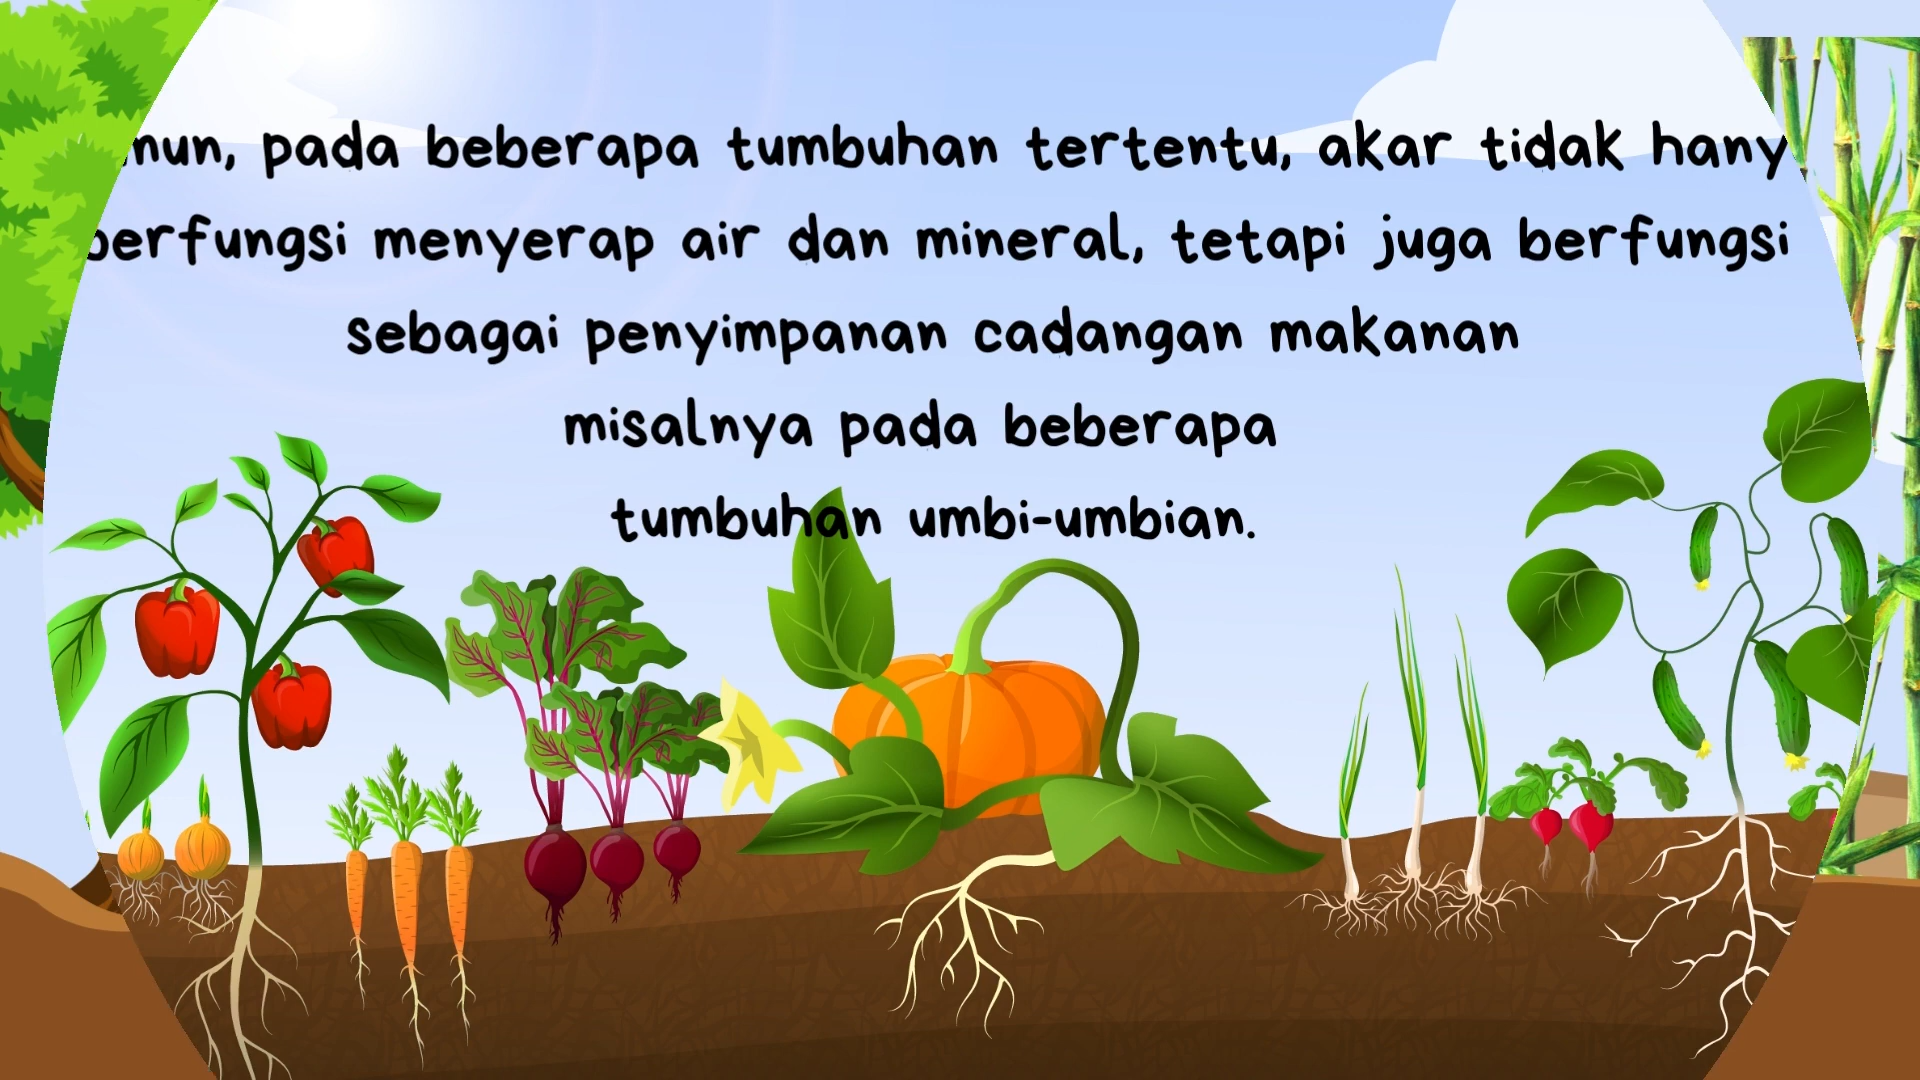 mun, pada beberapa tumbuhan tertentu, akar tidak hany
berfungsi menyerap air dan mineral, tetapi juga berfungsi
sebagai penyimpanan cadangan makanan
misalnya pada beberapa
tumbuhan umbi-umbian.